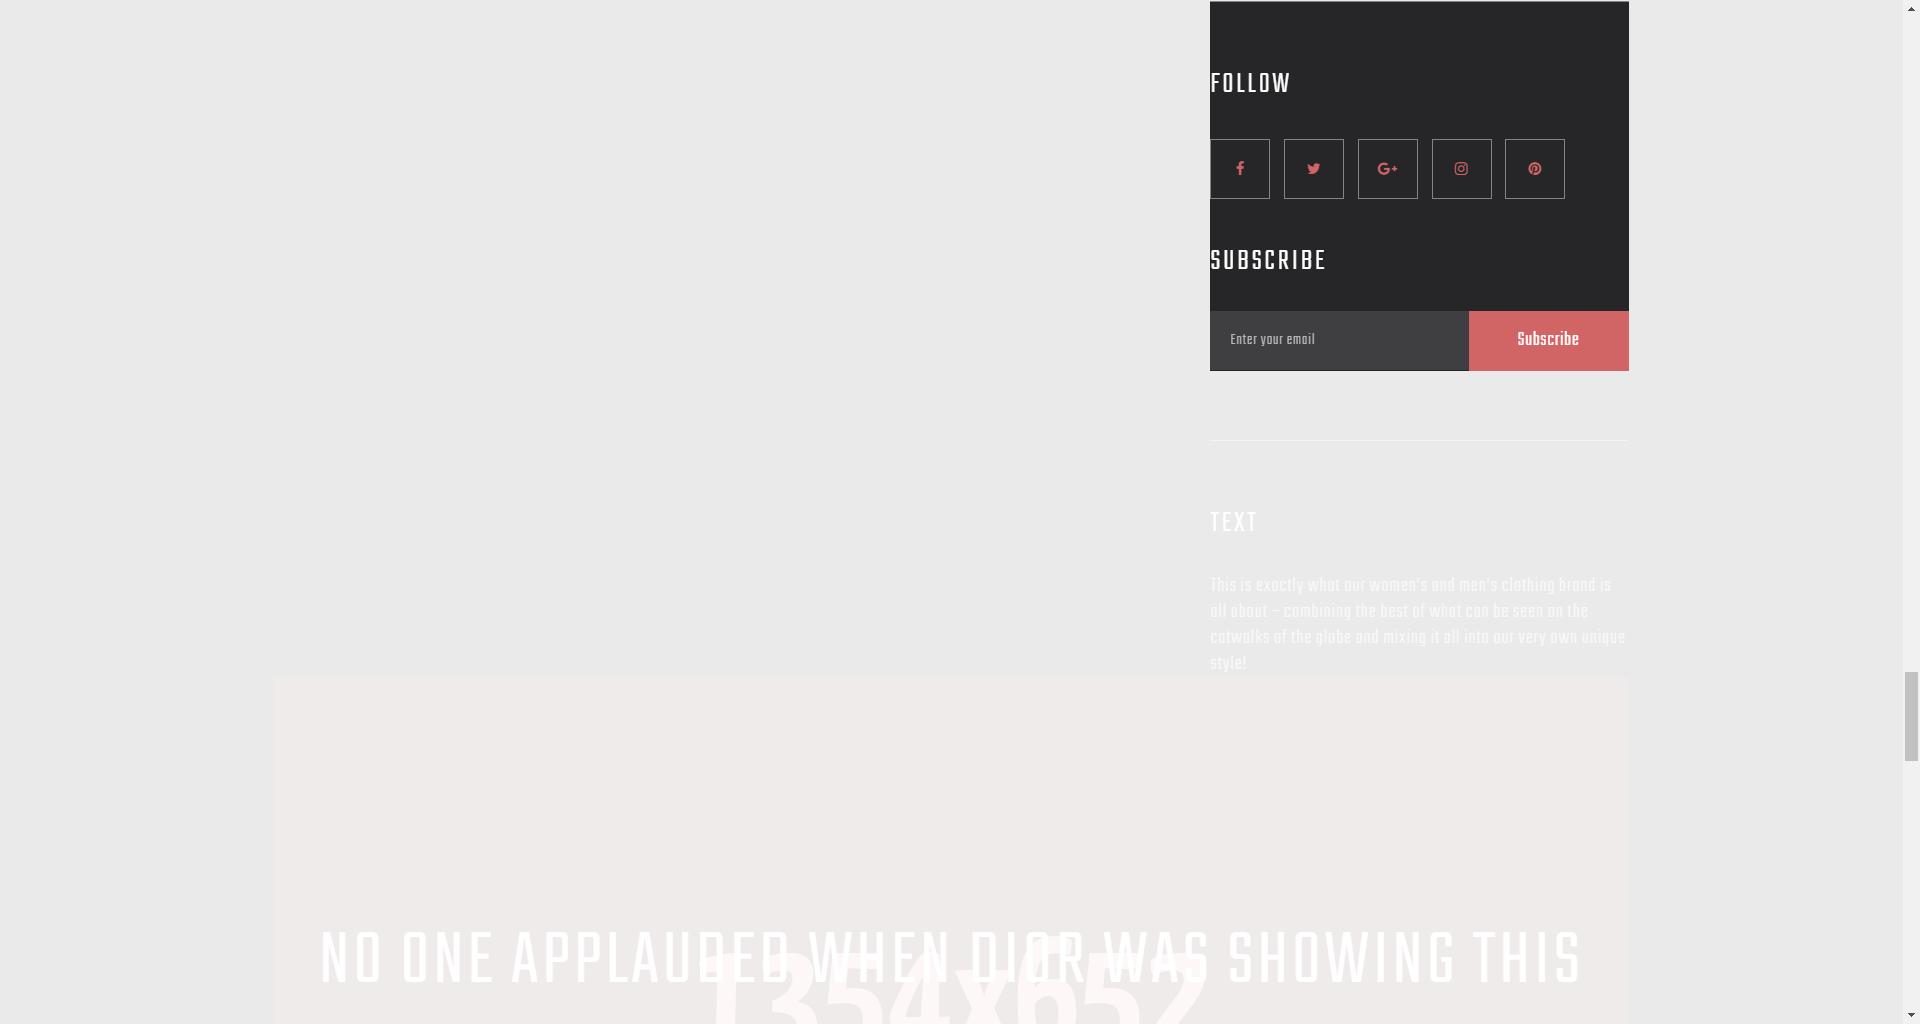 FOLLOW
SUBSCRIBE
Enter your email
Subscribe
TEXT
This is exactly what our women's and men's clothing brand is
all about – combining the best of what can be seen on the
catwalks of the globe and mixing it all into our very own unique
style!
NO ONE APPLAUDED WHEN DIOR WAS SHOWING THIS
1354x652